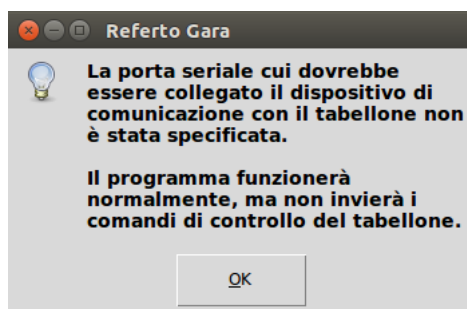 Referto Gara
La porta seriale cui dovrebbe
essere collegato il dispositivo di
comunicazione con il tabellone non
è stata specificata.
Il programma funzionerà
normalmente, ma non invierà i
comandi di controllo del tabellone.
OK